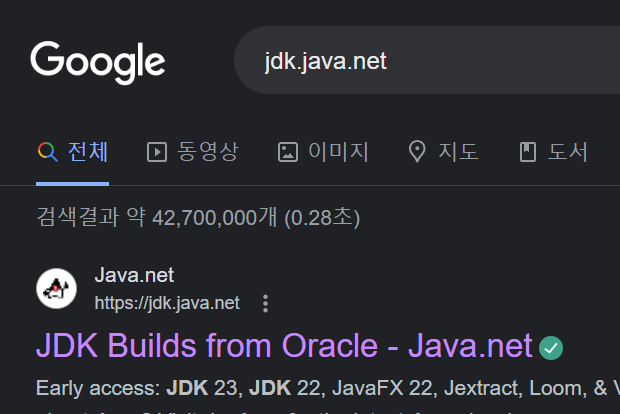 Google
jdk.java.net
전체 동영상 이미지 지도 도서
검색결과 약 42,700,000개 (0.28초)
Java.net
https://jdk.java.net
JDK Builds from Oracle - Java.net
Early access: JDK 23, JDK 22, JavaFX 22, Jextract, Loom, & V